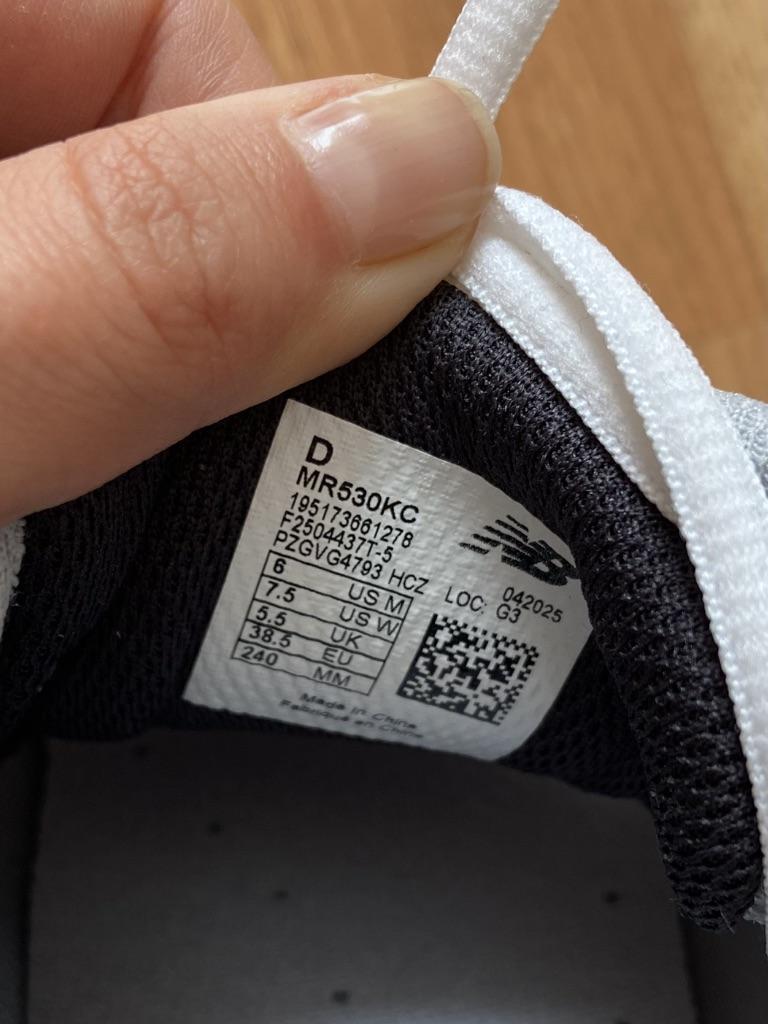 D
MR530KC
195173661278
F2504437T-5
PZGVG4793 HCZ
NB
042025
LOC: G3
6 US M
7.5 US W
5.5 UK
38.5 EU
240 MM
Made in China
Fabriqué en Chine